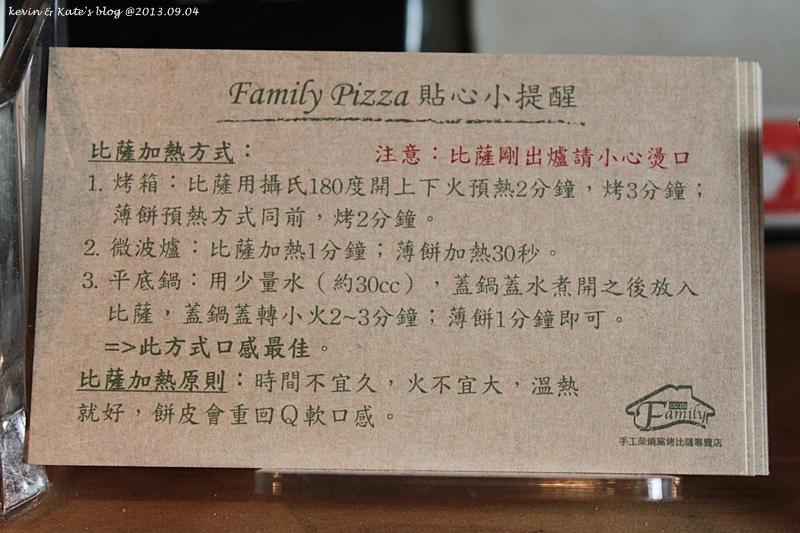 kevin & Kate's blog @2013.09.04
Family Pizza 貼心小提醒
比薩加熱方式：
注意：比薩剛出爐請小心燙口
1. 烤箱：比薩用攝氏180度開上下火預熱2分鐘，烤3分鐘；
薄餅預熱方式同前，烤2分鐘。
2. 微波爐：比薩加熱1分鐘；薄餅加熱30秒。
3. 平底鍋：用少量水（約30cc），蓋鍋蓋水煮開之後放入
比薩，蓋鍋蓋轉小火2~3分鐘；薄餅1分鐘即可。
=>此方式口感最佳。
比薩加熱原則：時間不宜久，火不宜大，溫熱
就好，餅皮會重回Q軟口感。
PIZZA
Family
手工柴燒窯烤比薩專賣店